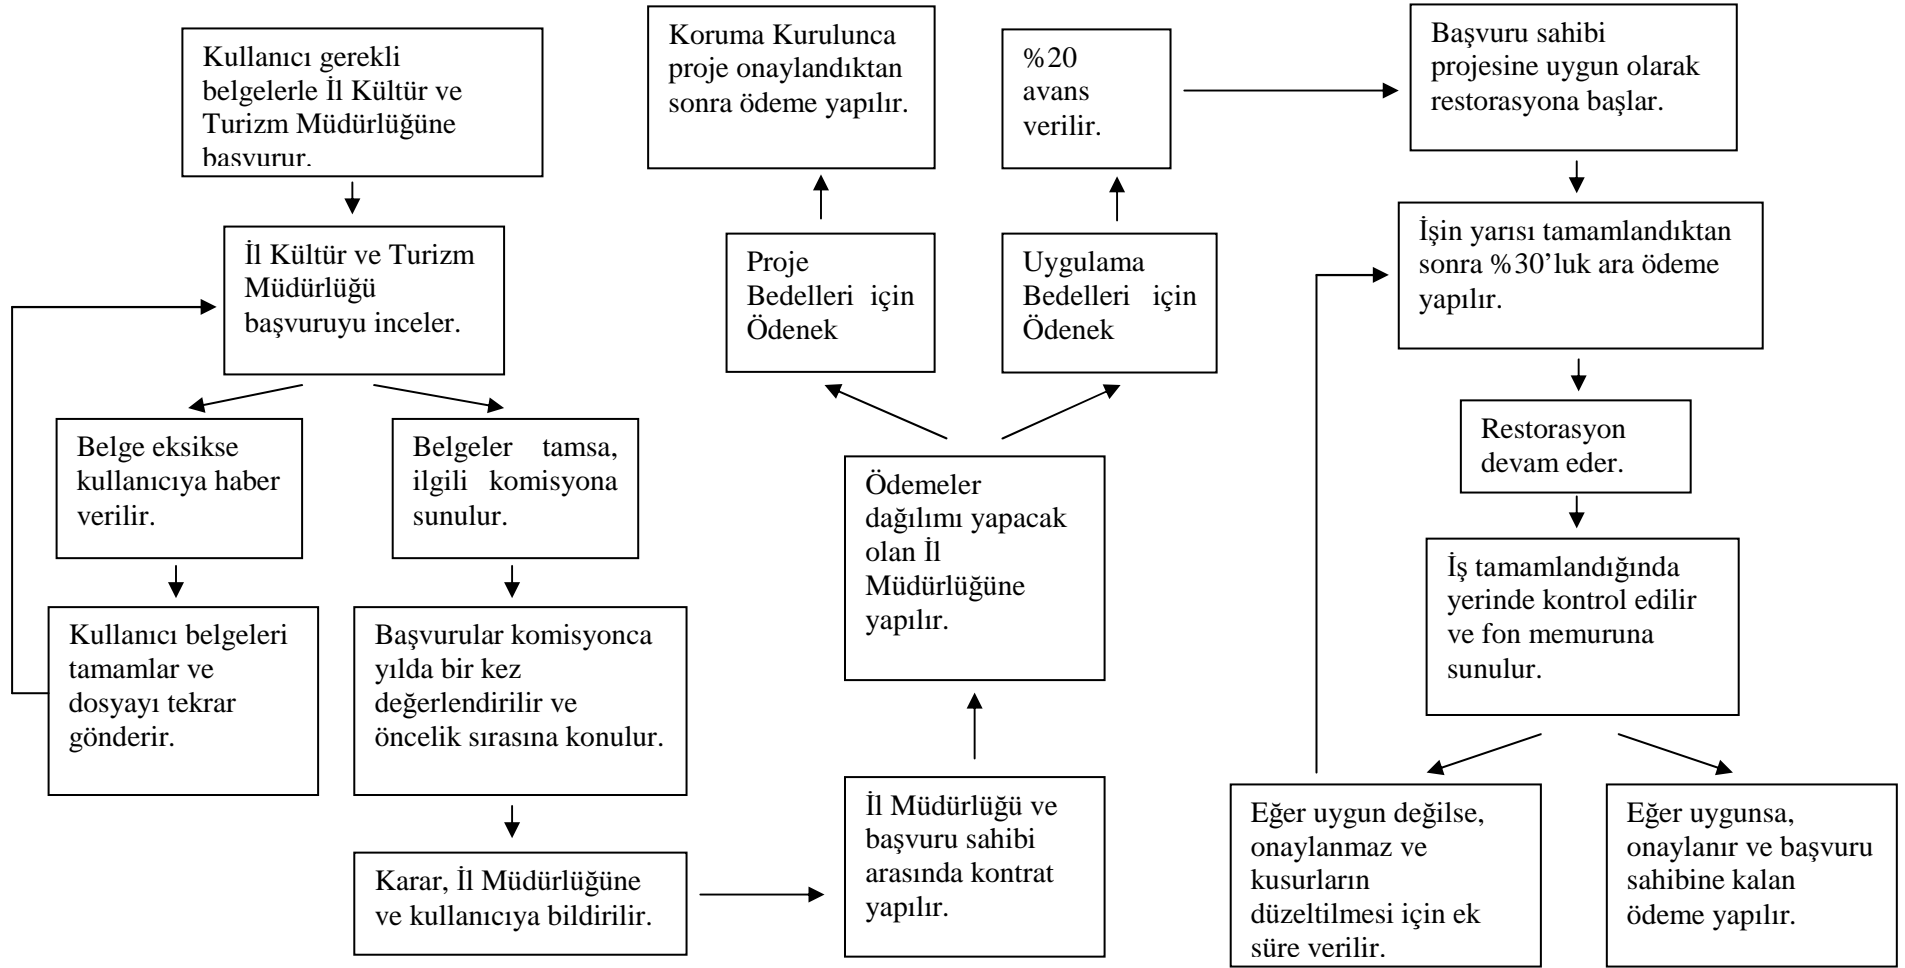 Kullanıcı gerekli
belgelerle İl Kültür ve
Turizm Müdürlüğüne
başvurur.
İl Kültür ve Turizm
Müdürlüğü
başvuruyu inceler.
Belge eksikse
kullanıcıya haber
verilir.
Kullanıcı belgeleri
tamamlar ve
dosyayı tekrar
gönderir.
Belgeler tamsa,
ilgili komisyona
sunulur.
Başvurular komisyonca
yılda bir kez
değerlendirilir ve
öncelik sırasına konulur.
Karar, İl Müdürlüğüne
ve kullanıcıya bildirilir.
İl Müdürlüğü ve
başvuru sahibi
arasında kontrat
yapılır.
Ödemeler
dağılımı yapacak
olan İl
Müdürlüğüne
yapılır.
Proje
Bedelleri için
Ödenek
Koruma Kurulunca
proje onaylandıktan
sonra ödeme yapılır.
Uygulama
Bedelleri için
Ödenek
%20
avans
verilir.
Başvuru sahibi
projesine uygun olarak
restorasyona başlar.
İşin yarısı tamamlandıktan
sonra %30’luk ara ödeme
yapılır.
Restorasyon
devam eder.
İş tamamlandığında
yerinde kontrol edilir
ve fon memuruna
sunulur.
Eğer uygun değilse,
onaylanmaz ve
kusurların
düzeltilmesi için ek
süre verilir.
Eğer uygunsa,
onaylanır ve başvuru
sahibine kalan
ödeme yapılır.